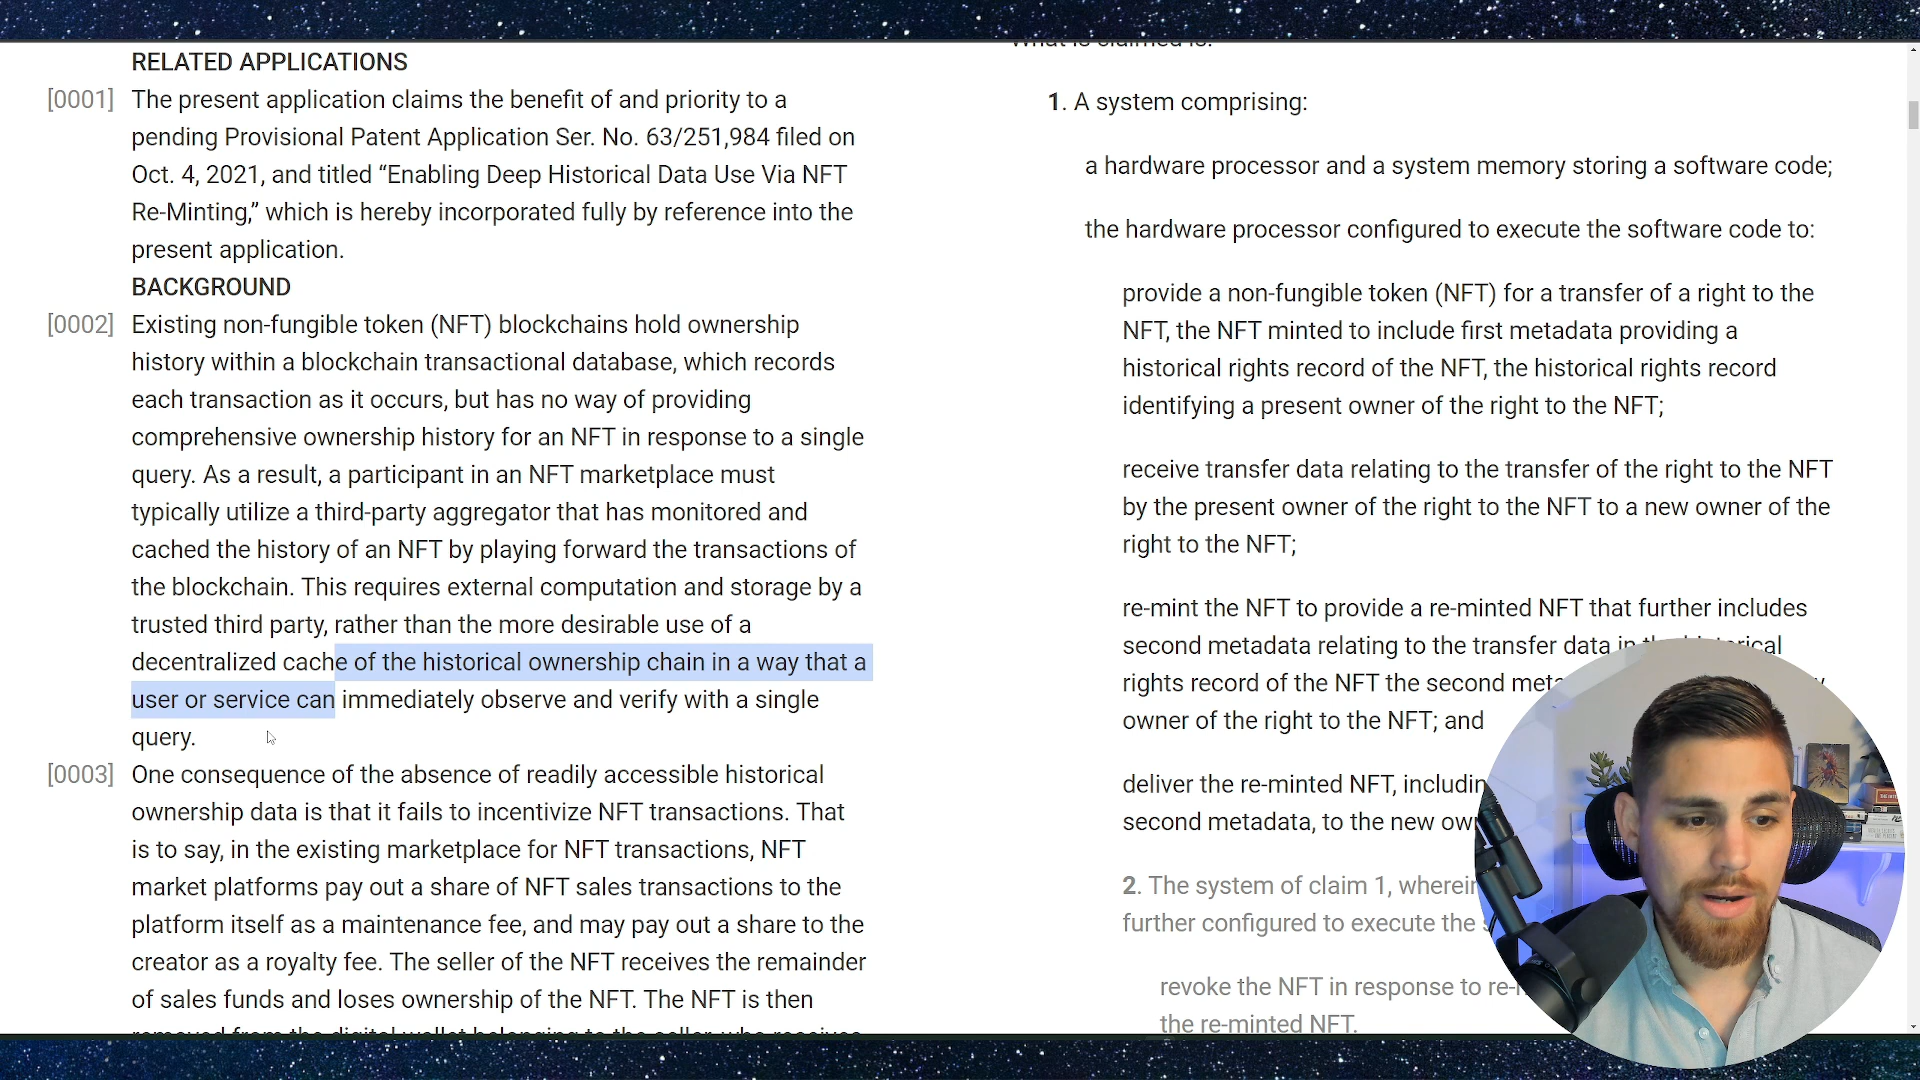 RELATED APPLICATIONS
[0001] The present application claims the benefit of and priority to a
pending Provisional Patent Application Ser. No. 63/251,984 filed on
Oct. 4, 2021, and titled “Enabling Deep Historical Data Use Via NFT
Re-Minting,” which is hereby incorporated fully by reference into the
present application.
BACKGROUND
[0002] Existing non-fungible token (NFT) blockchains hold ownership
history within a blockchain transactional database, which records
each transaction as it occurs, but has no way of providing
comprehensive ownership history for an NFT in response to a single
query. As a result, a participant in an NFT marketplace must
typically utilize a third-party aggregator that has monitored and
cached the history of an NFT by playing forward the transactions of
the blockchain. This requires external computation and storage by a
trusted third party, rather than the more desirable use of a
decentralized cache of the historical ownership chain in a way that a
user or service can immediately observe and verify with a single
query.
[0003] One consequence of the absence of readily accessible historical
ownership data is that it fails to incentivize NFT transactions. That
is to say, in the existing marketplace for NFT transactions, NFT
market platforms pay out a share of NFT sales transactions to the
platform itself as a maintenance fee, and may pay out a share to the
creator as a royalty fee. The seller of the NFT receives the remainder
of sales funds and loses ownership of the NFT. The NFT is then
removed from the digital wallet belonging to the seller, who receives
What is claimed is:
1. A system comprising:
a hardware processor and a system memory storing a software code;
the hardware processor configured to execute the software code to:
provide a non-fungible token (NFT) for a transfer of a right to the
NFT, the NFT minted to include first metadata providing a
historical rights record of the NFT, the historical rights record
identifying a present owner of the right to the NFT;
receive transfer data relating to the transfer of the right to the NFT
by the present owner of the right to the NFT to a new owner of the
right to the NFT;
re-mint the NFT to provide a re-minted NFT that further includes
second metadata relating to the transfer data in the historical
rights record of the NFT the second
owner of the right to the NFT; and
deliver the re-minted NFT,
second metadata, to the new
2. The system of claim 1,
further configured to execute the
revoke the NFT in response to
the re-minted NFT.